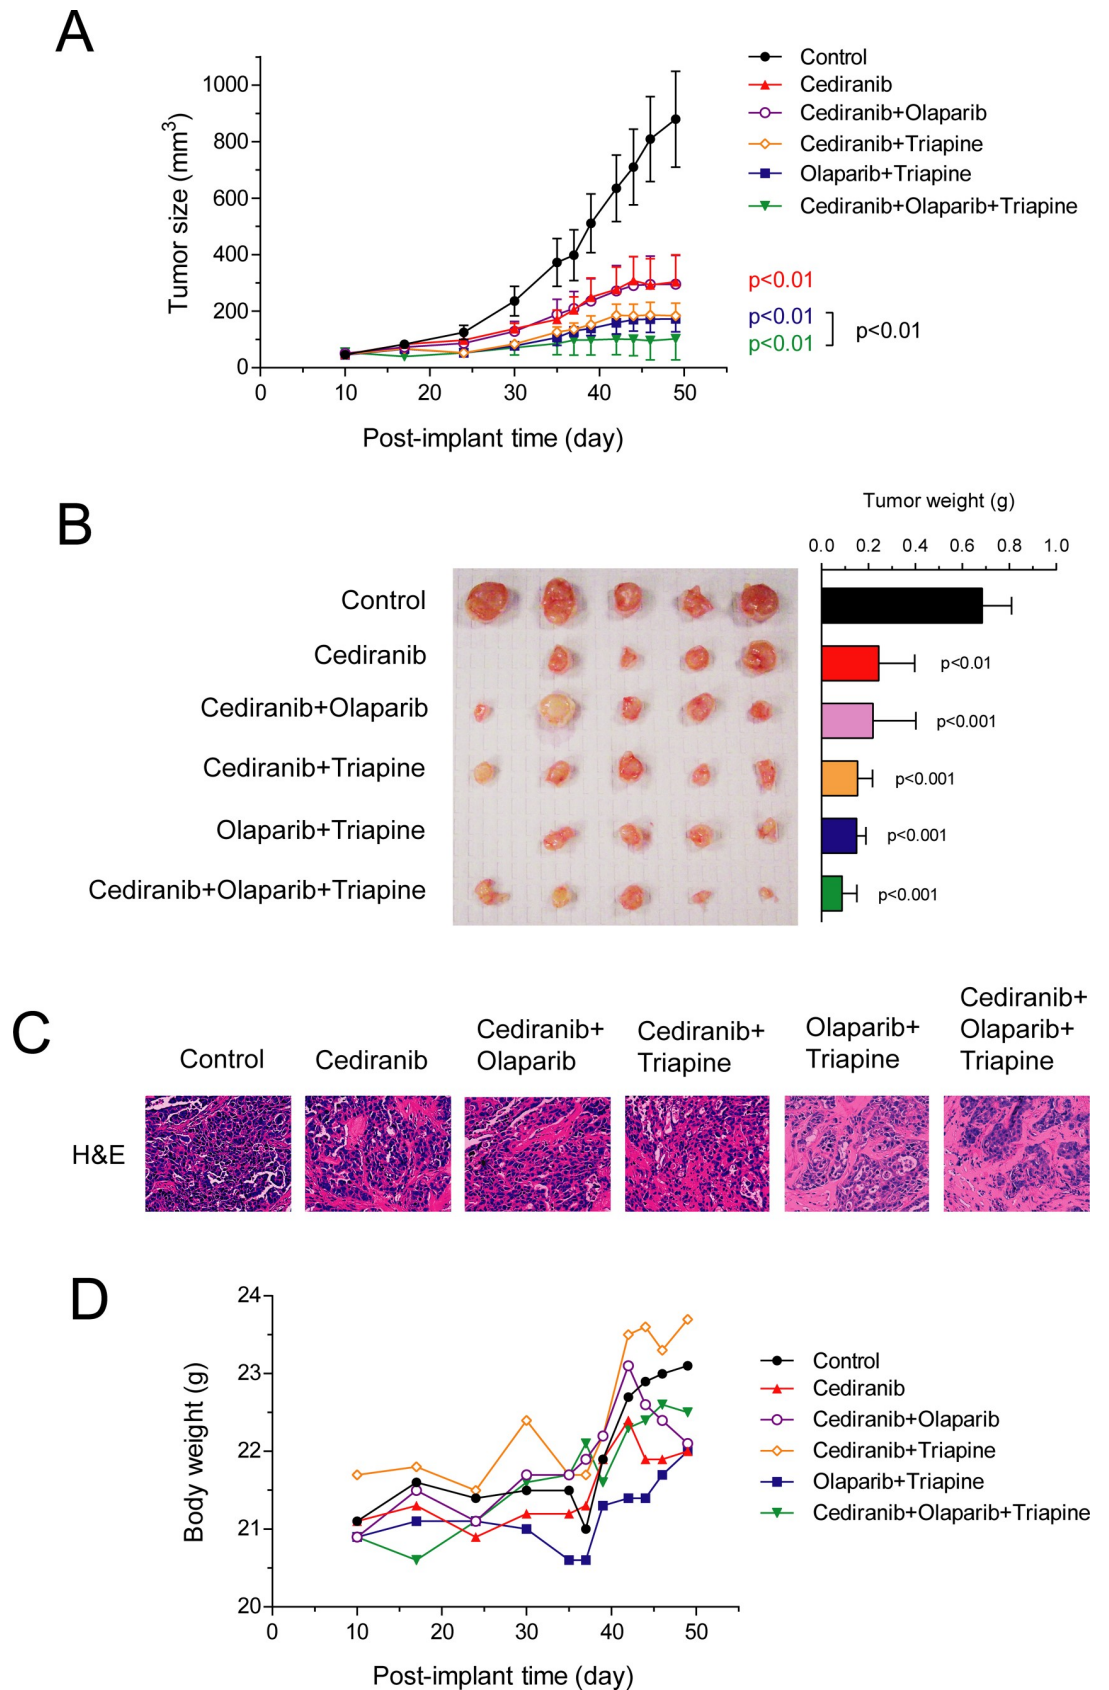 A
Tumor size (mm³)
1000
800
600
400
200
0
0 10 20 30 40 50
Post-implant time (day)
Control
Cediranib
Cediranib+Olaparib
Cediranib+Triapine
Olaparib+Triapine
Cediranib+Olaparib+Triapine
p<0.01
p<0.01
p<0.01
p<0.01
B
Tumor weight (g)
0.0 0.2 0.4 0.6 0.8 1.0
Control
Cediranib
p<0.01
Cediranib+Olaparib
p<0.001
Cediranib+Triapine
p<0.001
Olaparib+Triapine
p<0.001
Cediranib+Olaparib+Triapine
p<0.001
C
Control
Cediranib
Cediranib+
Olaparib
Cediranib+
Triapine
Olaparib+
Triapine
Cediranib+
Olaparib+
Triapine
H&E
D
Body weight (g)
24
23
22
21
20
0 10 20 30 40 50
Post-implant time (day)
Control
Cediranib
Cediranib+Olaparib
Cediranib+Triapine
Olaparib+Triapine
Cediranib+Olaparib+Triapine